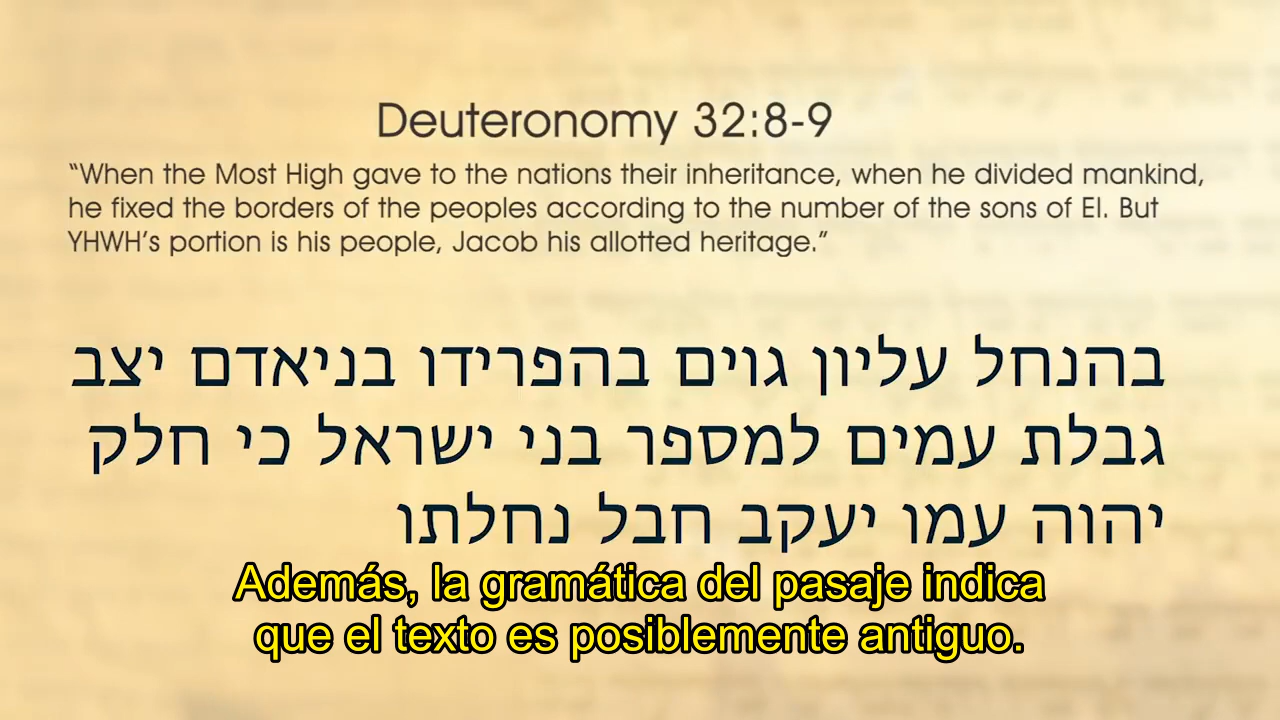 Deuteronomy 32:8-9
“When the Most High gave to the nations their inheritance, when he divided mankind,
he fixed the borders of the peoples according to the number of the sons of El. But
YHWH’s portion is his people, Jacob his allotted heritage.”
בהנחל עליון גוים בהפרידו בניאדם יצב
גבלת עמים למספר בני ישראל כי חלק
יהוה עמו יעקב חבל נחלתו
Además, la gramática del pasaje indica
que el texto es posiblemente antiguo.